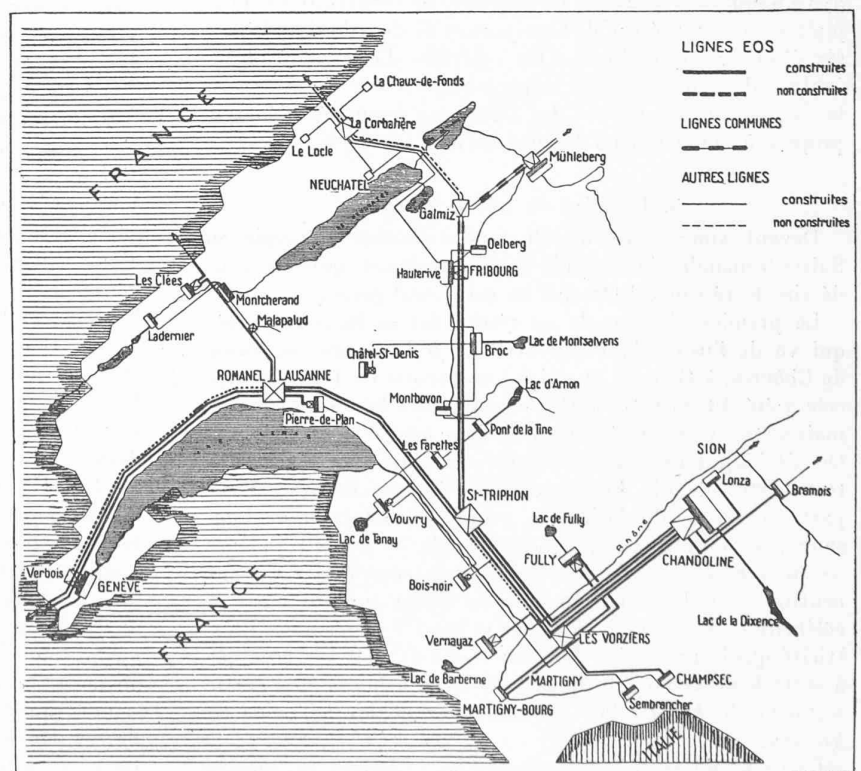 LIGNES EOS
construites
non construites
LIGNES COMMUNES
AUTRES LIGNES
construites
non construites
FRANCE
La Chaux-de-Fonds
La Corbatière
Le Locle
NEUCHATEL
Mühleberg
Galmiz
Oelberg
Hauterive
FRIBOURG
Les Clées
Montcherand
Malapalud
Ladernier
Châtel-St-Denis
Broc
Lac de Montsalvens
ROMANEL
LAUSANNE
Montbovon
Lac d'Arnon
Pierre-de-Plan
Pont de la Tine
Les Farettes
LEMAN
SION
St-TRIPHON
Lonza
Bramois
Vouvry
Lac de Tanay
Lac de Fully
Rhône
FULLY
CHANDOLINE
Verbois
GENÈVE
Bois-noir
FRANCE
Lac de la Dixence
Vernayaz
LES VORZIERS
Lac de Barberine
MARTIGNY
CHAMPSEC
MARTIGNY-BOURG
Sembrancher
ITALIE